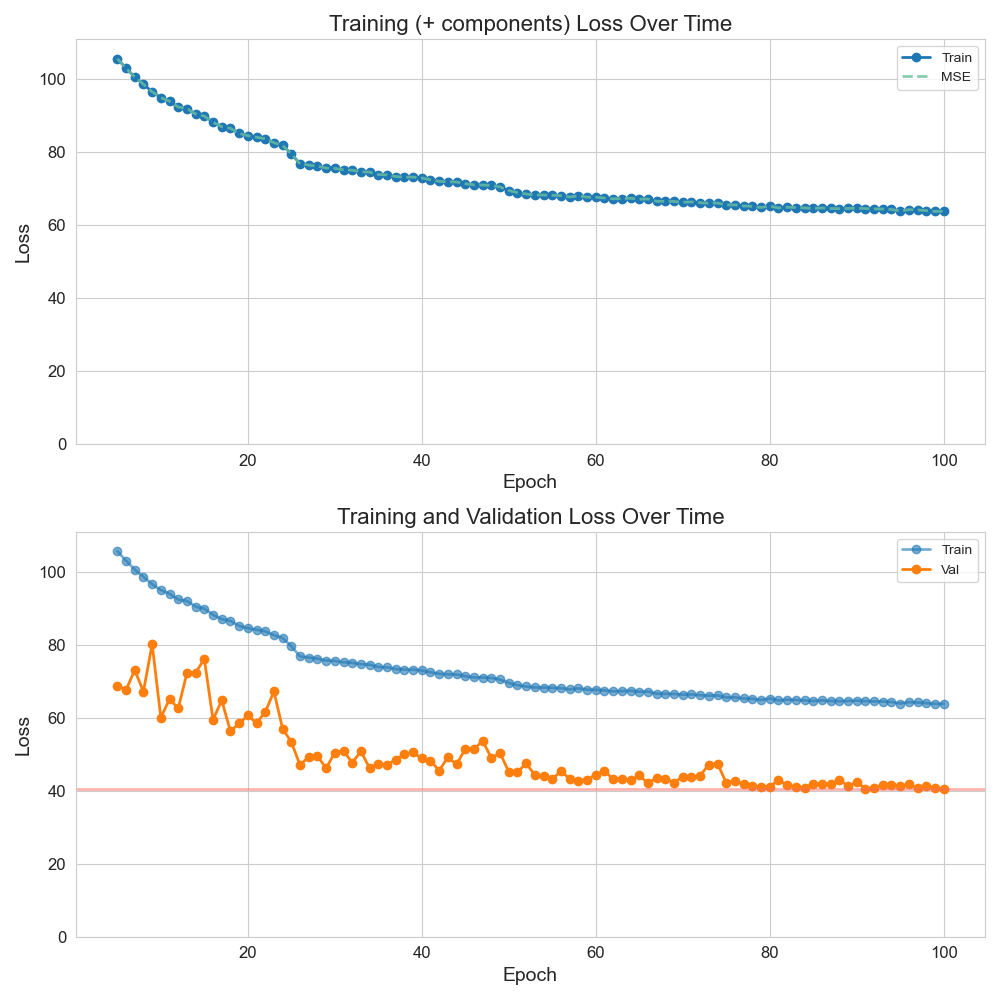 Training (+ components) Loss Over Time
Train
MSE
Loss
100
80
60
40
20
0
20 40 60 80 100
Epoch
Training and Validation Loss Over Time
Train
Val
Loss
100
80
60
40
20
0
20 40 60 80 100
Epoch